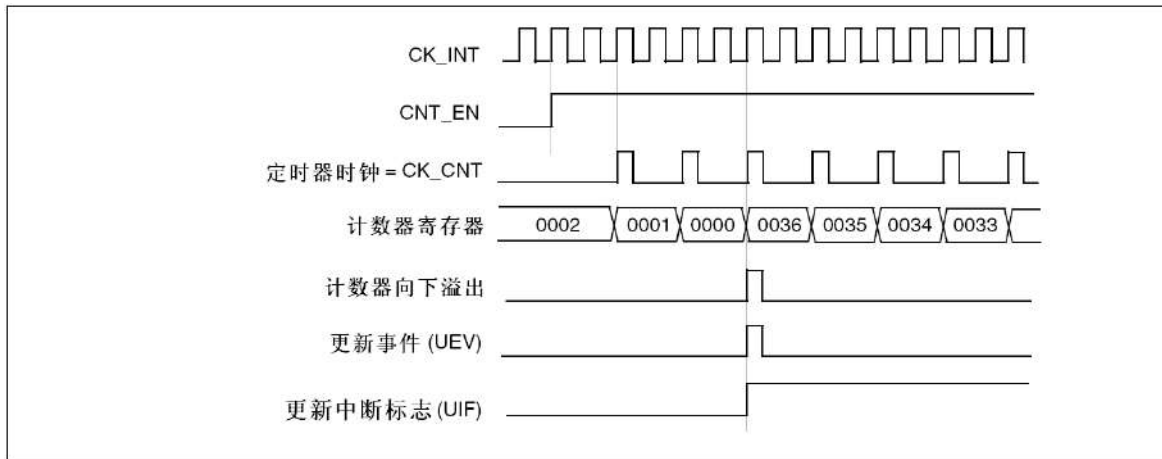 CK_INT
CNT_EN
定时器时钟 = CK_CNT
计数器寄存器
0002 0001 0000 0036 0035 0034 0033
计数器向下溢出
更新事件 (UEV)
更新中断标志 (UIF)